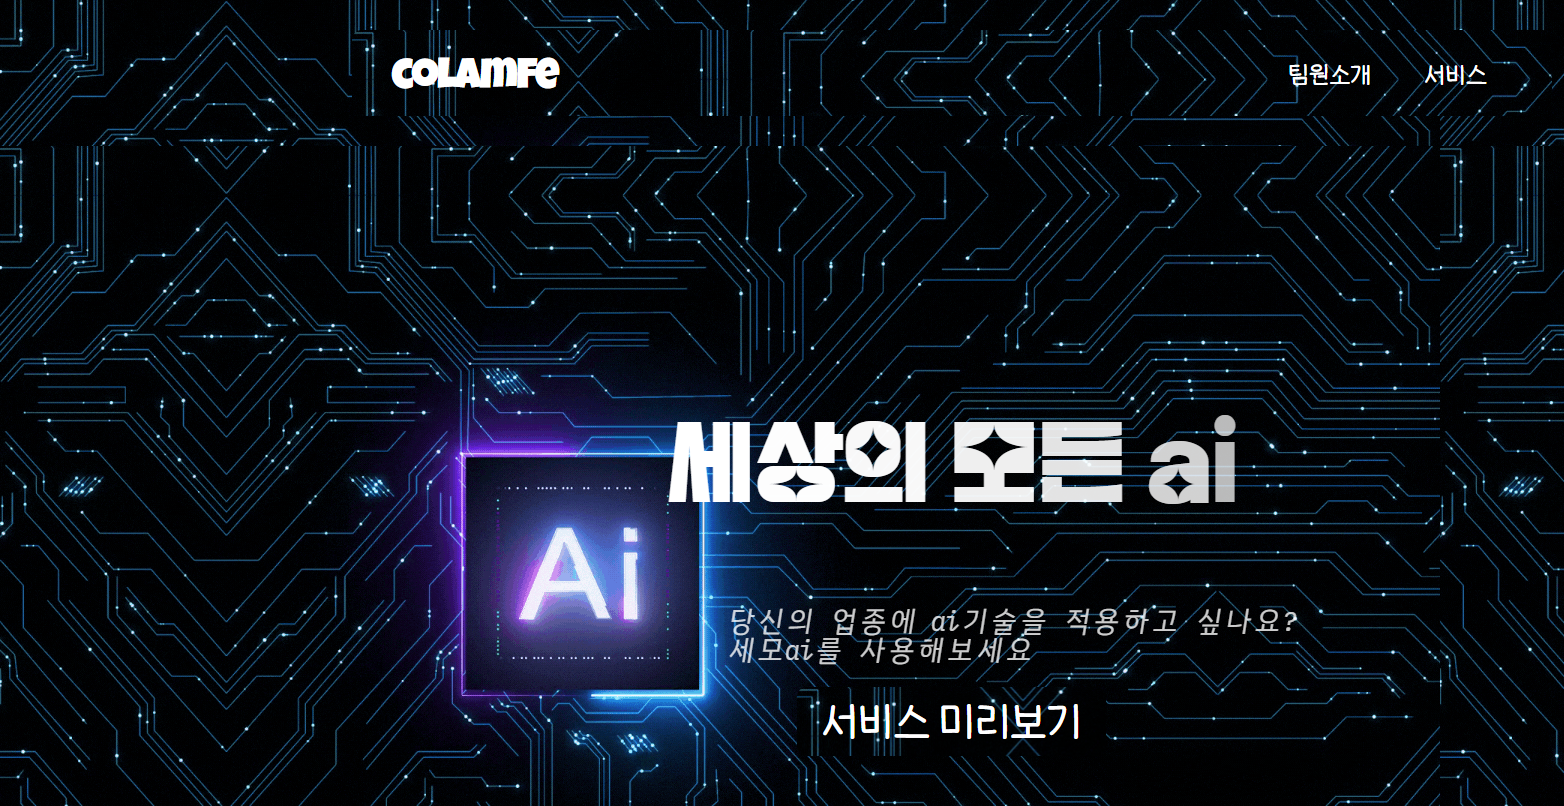 COLAMFE
팀원소개
서비스
세상의 모든 ai
Ai
당신의 업종에 ai기술을 적용하고 싶나요?
세모ai를 사용해보세요
서비스 미리보기